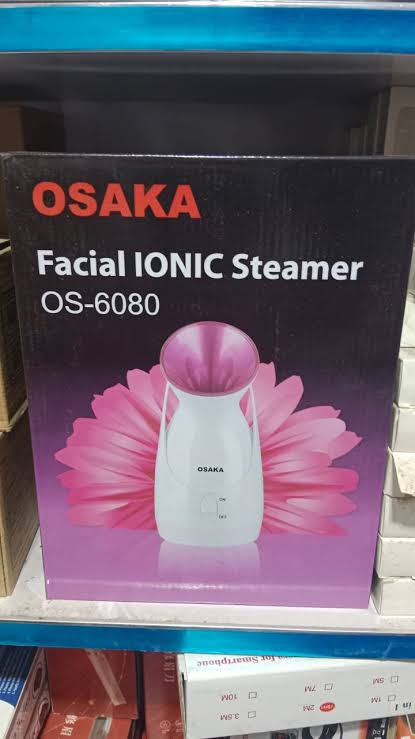 OSAKA
Facial IONIC Steamer
OS-6080
OSAKA
ON
OFF
for Smartphone
5M
7M
10M
1M
2M
3.5M